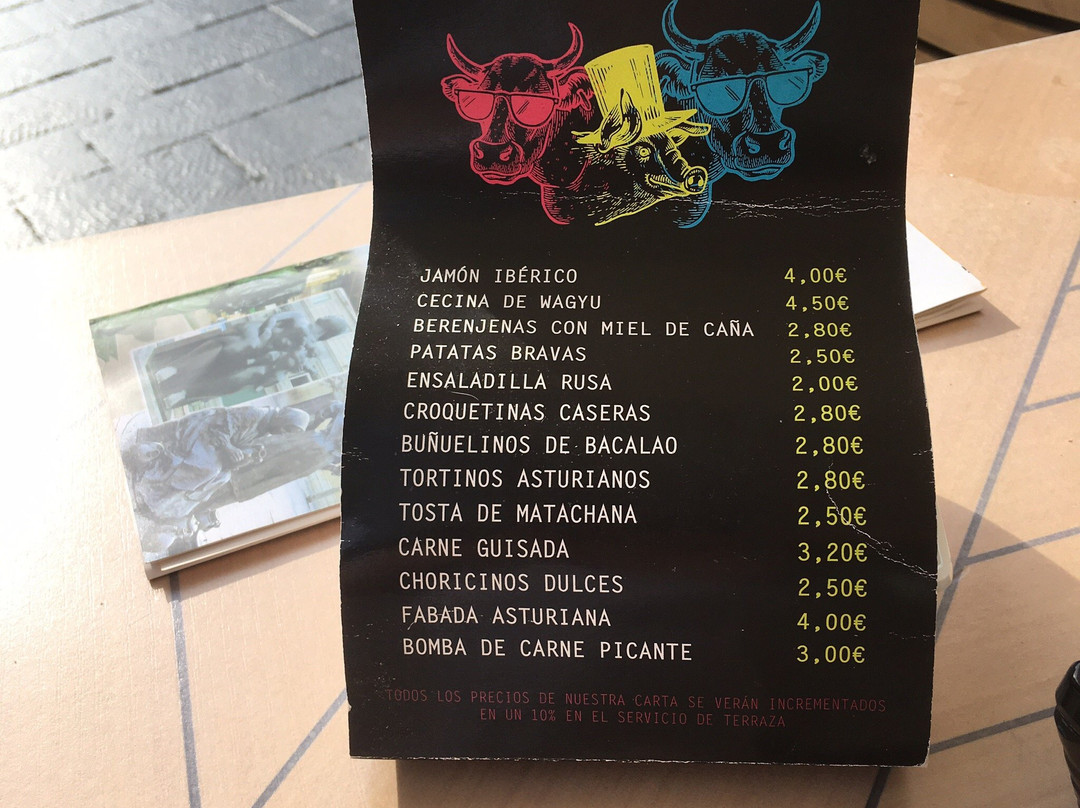 JAMÓN IBÉRICO 4,00€
CECINA DE WAGYU 4,50€
BERENJENAS CON MIEL DE CAÑA 2,80€
PATATAS BRAVAS 2,50€
ENSALADILLA RUSA 2,00€
CROQUETINAS CASERAS 2,80€
BUÑUELINOS DE BACALAO 2,80€
TORTINOS ASTURIANOS 2,80€
TOSTA DE MATACHANA 2,50€
CARNE GUISADA 3,20€
CHORICINOS DULCES 2,50€
FABADA ASTURIANA 4,00€
BOMBA DE CARNE PICANTE 3,00€
TODOS LOS PRECIOS DE NUESTRA CARTA SE VERÁN INCREMENTADOS
EN UN 10% EN EL SERVICIO DE TERRAZA